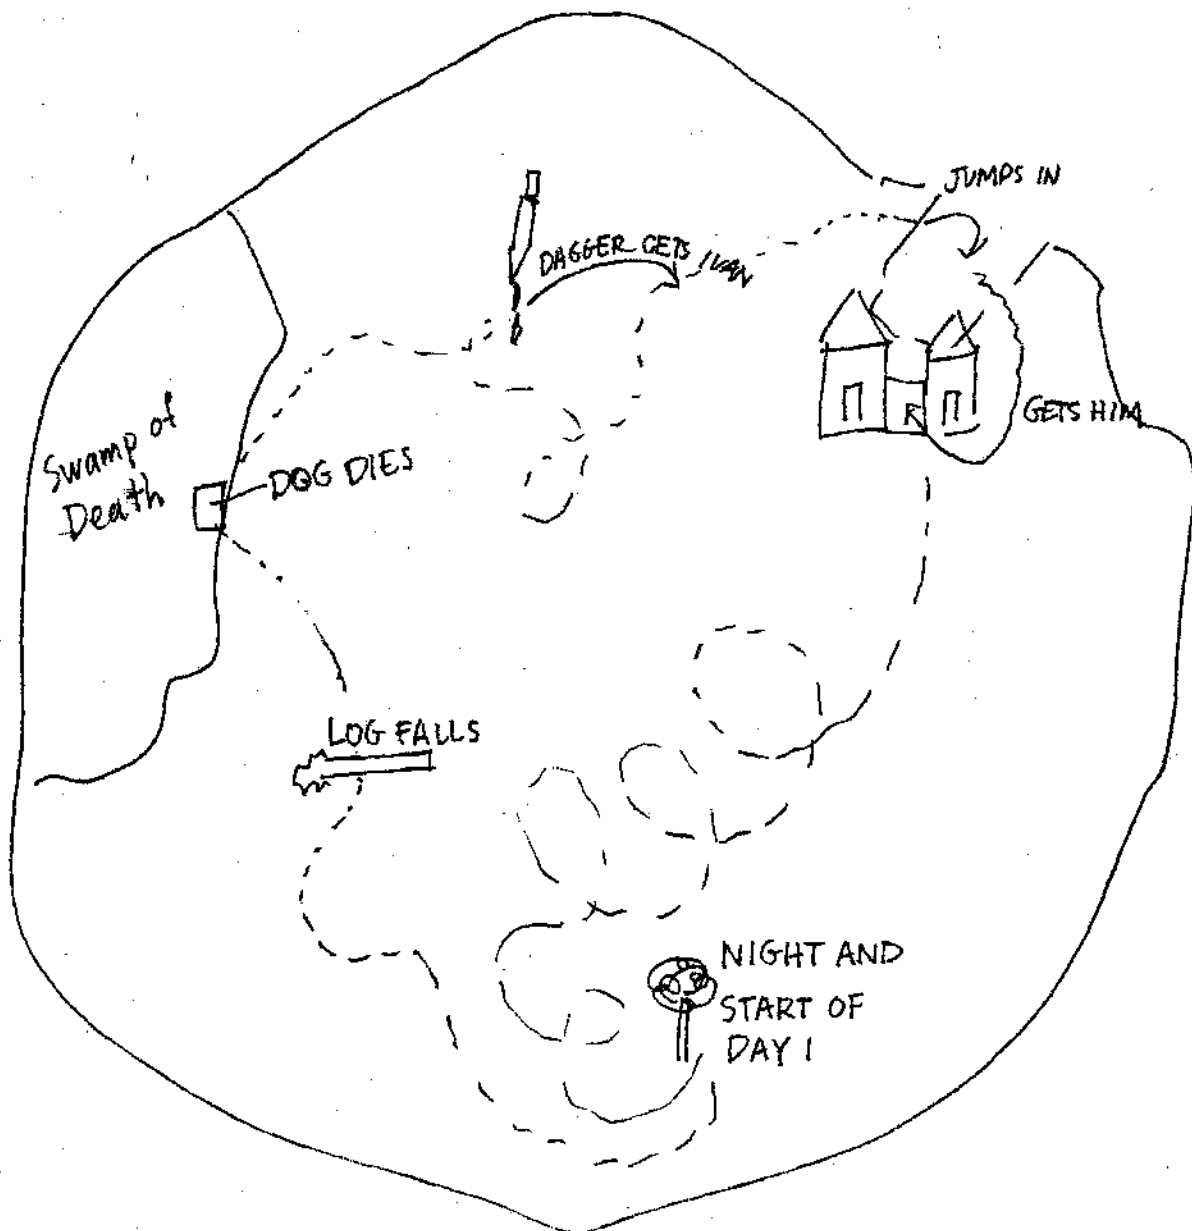 JUMPS IN
DAGGER GETS IVAN
GETS HIM
Swamp of
Death
DOG DIES
LOG FALLS
NIGHT AND
START OF
DAY 1